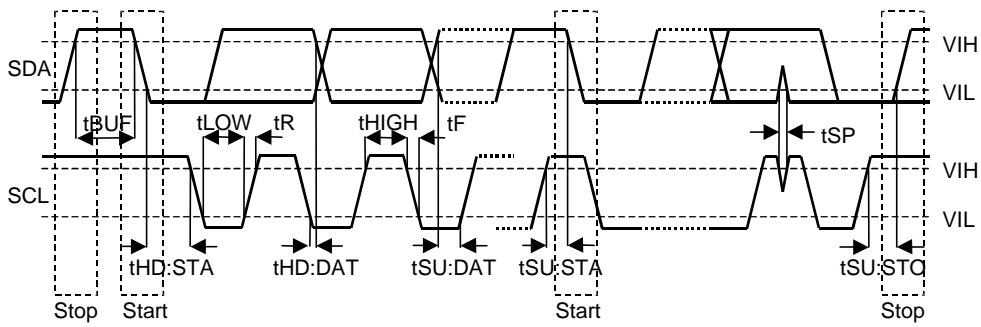 VIH
SDA
VIL
tBUF tLOW tR tHIGH tF
tSP
VIH
SCL
VIL
tHD:STA tHD:DAT tSU:DAT tSU:STA tSU:STO
Stop Start Start Stop